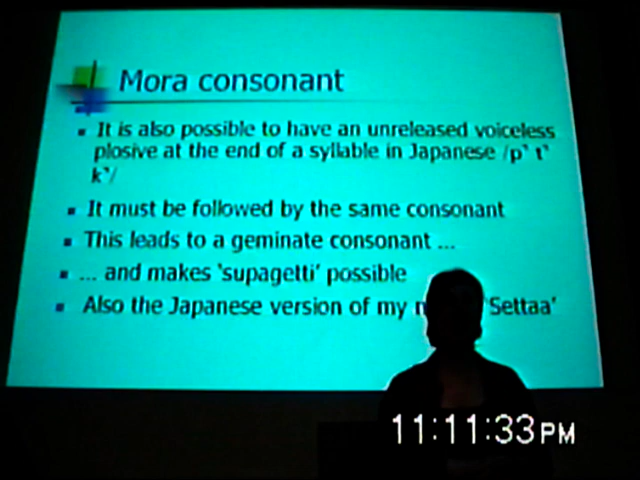 Mora consonant
It is also possible to have an unreleased voiceless
plosive at the end of a syllable in Japanese /p̚ t̚
k̚/
It must be followed by the same consonant
This leads to a geminate consonant ...
... and makes 'supagetti' possible
Also the Japanese version of my 'Settaa'
11:11:33PM